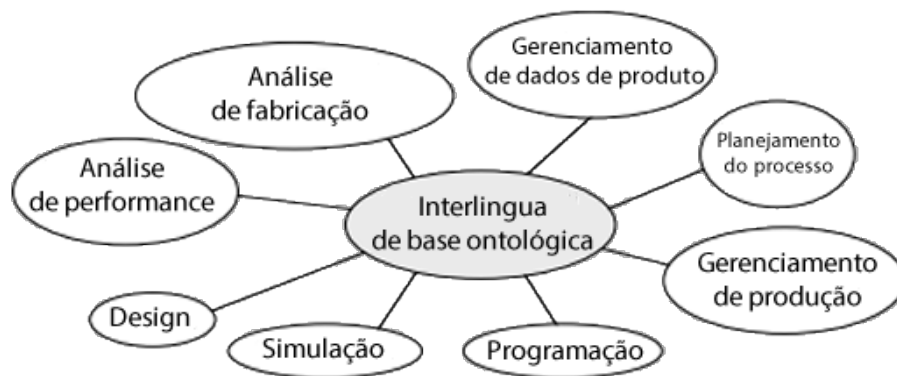 Análise
de fabricação
Gerenciamento
de dados de produto
Análise
de performance
Planejamento
do processo
Interlingua
de base ontológica
Gerenciamento
de produção
Design
Simulação
Programação